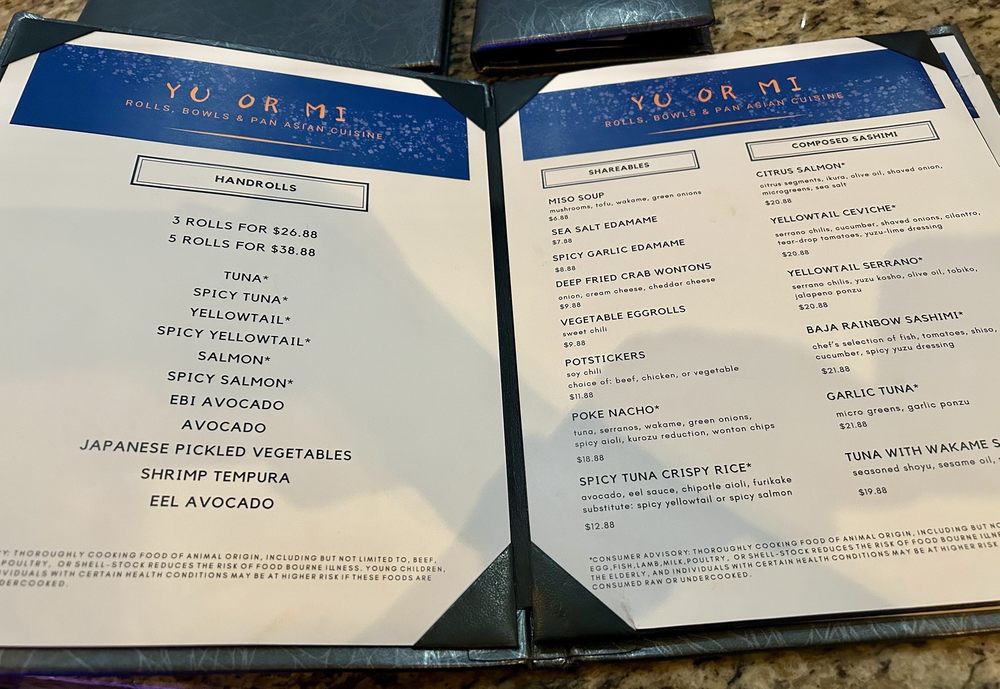 YU OR MI
ROLLS, BOWLS & PAN ASIAN CUISINE
HANDROLLS
3 ROLLS FOR $26.88
5 ROLLS FOR $38.88
TUNA*
SPICY TUNA*
YELLOWTAIL*
SPICY YELLOWTAIL*
SALMON*
SPICY SALMON*
EBI AVOCADO
AVOCADO
JAPANESE PICKLED VEGETABLES
SHRIMP TEMPURA
EEL AVOCADO
THOROUGHLY COOKING FOOD OF ANIMAL ORIGIN, INCLUDING BUT NOT LIMITED TO, BEEF,
POULTRY, OR SHELL-STOCK REDUCES THE RISK OF FOOD BOURNE ILLNESS. YOUNG CHILDREN,
WITH CERTAIN HEALTH CONDITIONS MAY BE AT HIGHER RISK IF THESE FOODS ARE
YU OR MI
ROLLS, BOWLS & PAN ASIAN CUISINE
SHAREABLES
MISO SOUP
mushrooms, tofu, wakame, green onions
$6.88
SEA SALT EDAMAME
$7.88
SPICY GARLIC EDAMAME
$8.88
DEEP FRIED CRAB WONTONS
onion, cream cheese, cheddar cheese
$9.88
VEGETABLE EGGROLLS
sweet chili
$9.88
POTSTICKERS
soy chili
choice of: beef, chicken, or vegetable
$11.88
POKE NACHO*
tuna, serranos, wakame, green onions,
spicy aioli, kurozu reduction, wonton chips
$18.88
SPICY TUNA CRISPY RICE*
avocado, eel sauce, chipotle aioli, furikake
substitute: spicy yellowtail or spicy salmon
$12.88
COMPOSED SASHIMI
CITRUS SALMON*
citrus segments, ikura, olive oil, shaved onion,
microgreens, sea salt
$20.88
YELLOWTAIL CEVICHE*
serrano chilis, cucumber, shaved onions, cilantro,
tear-drop tomatoes, yuzu-lime dressing
$20.88
YELLOWTAIL SERRANO*
serrano chilis, yuzu kosho, olive oil, tobiko,
jalapeno ponzu
$20.88
BAJA RAINBOW SASHIMI*
chef's selection of fish, tomatoes, shiso,
cucumber, spicy yuzu dressing
$21.88
GARLIC TUNA*
micro greens, garlic ponzu
$21.88
TUNA WITH WAKAME S
seasoned shoyu, sesame oil,
$19.88
*CONSUMER ADVISORY: THOROUGHLY COOKING FOOD OF ANIMAL ORIGIN, INCLUDING BUT NO
EGG,FISH,LAMB,MILK,POULTRY, OR SHELL-STOCK REDUCES THE RISK OF FOOD BOURNE ILLNES
THE ELDERLY, AND INDIVIDUALS WITH CERTAIN HEALTH CONDITIONS MAY BE AT HIGHER RISK
CONSUMED RAW OR UNDERCOOKED.